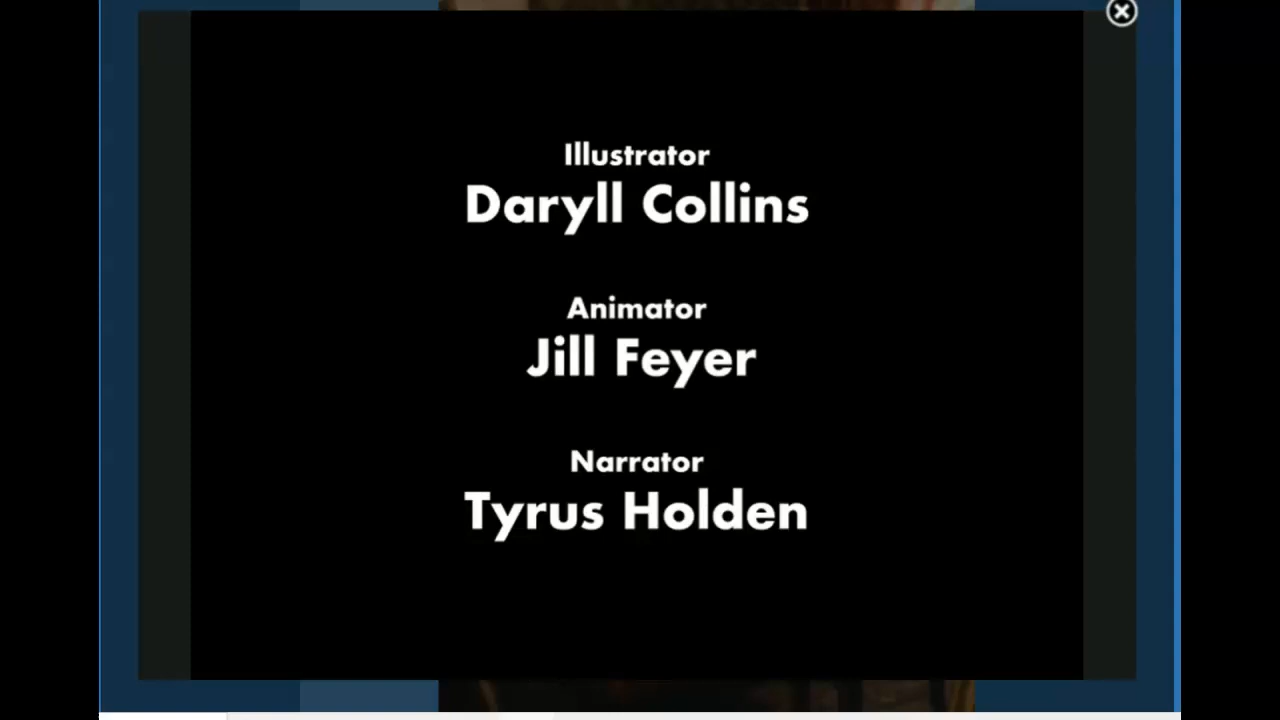 Illustrator
Daryll Collins
Animator
Jill Feyer
Narrator
Tyrus Holden